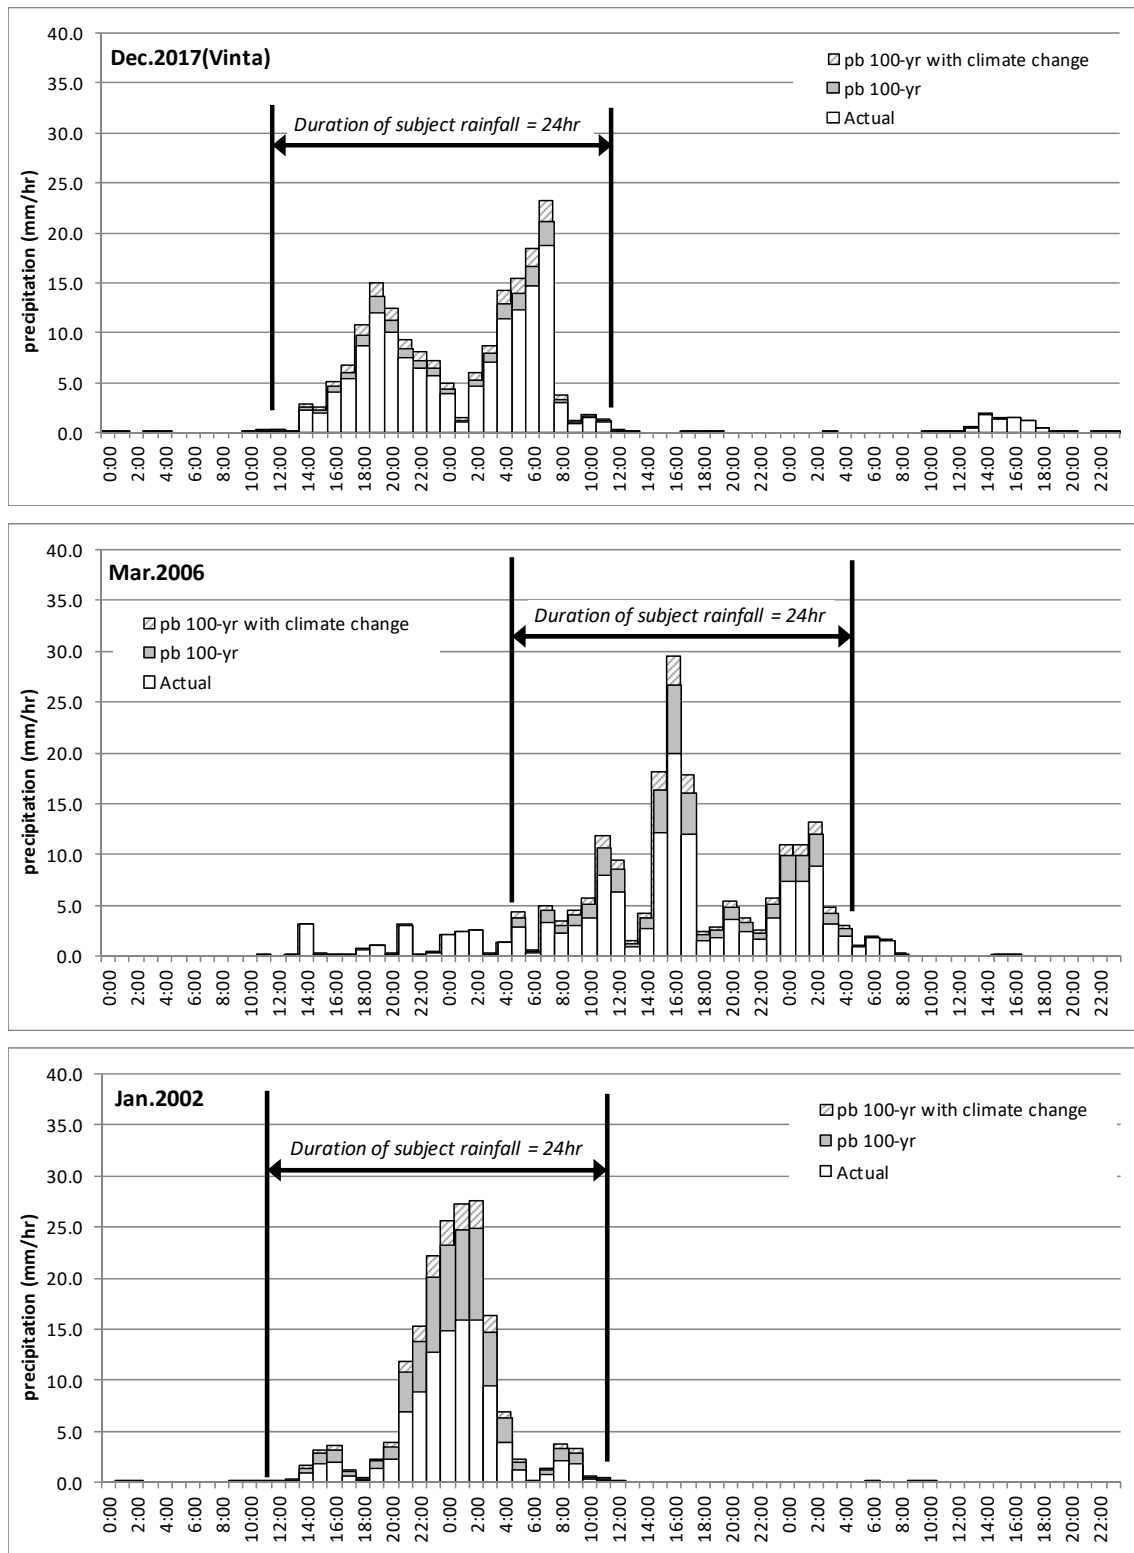 Dec.2017(Vinta)
pb 100-yr with climate change
pb 100-yr
Actual
Duration of subject rainfall = 24hr
precipitation (mm/hr)
40.0
35.0
30.0
25.0
20.0
15.0
10.0
5.0
0.0
0:00 2:00 4:00 6:00 8:00 10:00 12:00 14:00 16:00 18:00 20:00 22:00 0:00 2:00 4:00 6:00 8:00 10:00 12:00 14:00 16:00 18:00 20:00 22:00 0:00 2:00 4:00 6:00 8:00 10:00 12:00 14:00 16:00 18:00 20:00 22:00
Mar.2006
Duration of subject rainfall = 24hr
pb 100-yr with climate change
pb 100-yr
Actual
precipitation (mm/hr)
40.0
35.0
30.0
25.0
20.0
15.0
10.0
5.0
0.0
0:00 2:00 4:00 6:00 8:00 10:00 12:00 14:00 16:00 18:00 20:00 22:00 0:00 2:00 4:00 6:00 8:00 10:00 12:00 14:00 16:00 18:00 20:00 22:00 0:00 2:00 4:00 6:00 8:00 10:00 12:00 14:00 16:00 18:00 20:00 22:00
Jan.2002
pb 100-yr with climate change
pb 100-yr
Actual
Duration of subject rainfall = 24hr
precipitation (mm/hr)
40.0
35.0
30.0
25.0
20.0
15.0
10.0
5.0
0.0
0:00 2:00 4:00 6:00 8:00 10:00 12:00 14:00 16:00 18:00 20:00 22:00 0:00 2:00 4:00 6:00 8:00 10:00 12:00 14:00 16:00 18:00 20:00 22:00 0:00 2:00 4:00 6:00 8:00 10:00 12:00 14:00 16:00 18:00 20:00 22:00